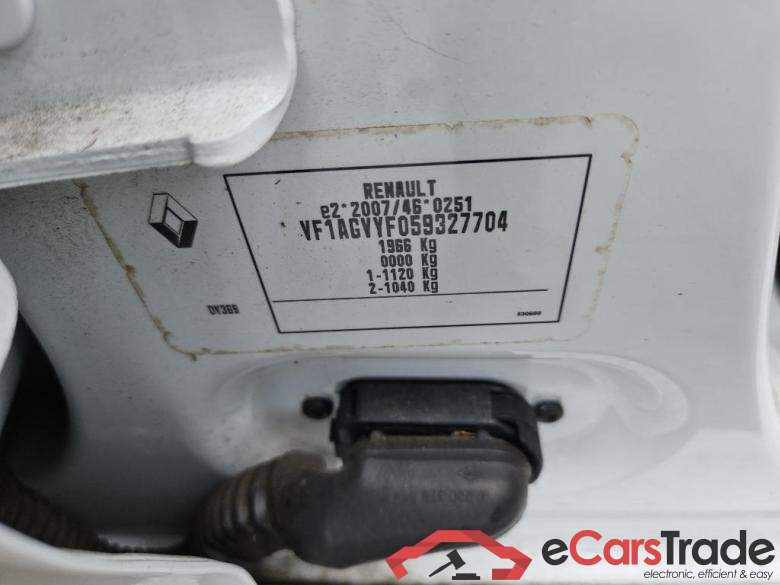 RENAULT
e2*2007/46*0251
VF1AGVYF059327704
1966 Kg
0000 Kg
1-1120 Kg
2-1040 Kg
DY369
eCarsTrade
electronic, efficient & easy